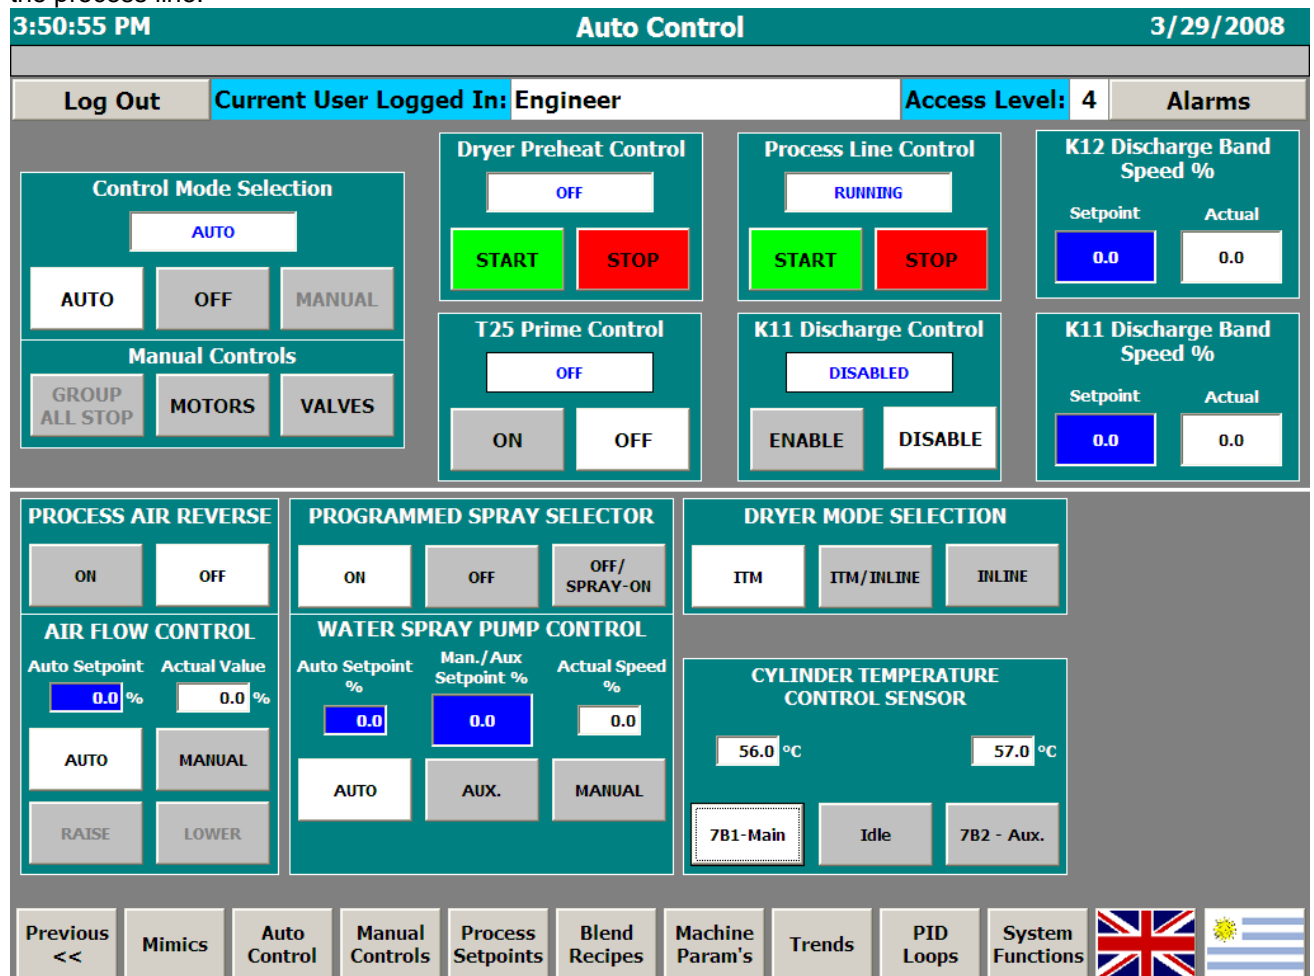 the process line.
3:50:55 PM Auto Control 3/29/2008
Log Out Current User Logged In: Engineer Access Level: 4 Alarms
Control Mode Selection
AUTO
AUTO OFF MANUAL
Manual Controls
GROUP
ALL STOP
MOTORS VALVES
Dryer Preheat Control
OFF
START STOP
Process Line Control
RUNNING
START STOP
K12 Discharge Band
Speed %
Setpoint Actual
0.0 0.0
T25 Prime Control
OFF
ON OFF
K11 Discharge Control
DISABLED
ENABLE DISABLE
K11 Discharge Band
Speed %
Setpoint Actual
0.0 0.0
PROCESS AIR REVERSE
ON OFF
AIR FLOW CONTROL
Auto Setpoint Actual Value
0.0 % 0.0 %
AUTO MANUAL
RAISE LOWER
PROGRAMMED SPRAY SELECTOR
ON OFF
OFF/
SPRAY-ON
WATER SPRAY PUMP CONTROL
Auto Setpoint
%
Man./Aux
Setpoint %
Actual Speed
%
0.0 0.0 0.0
AUTO AUX. MANUAL
DRYER MODE SELECTION
ITM ITM/INLINE INLINE
CYLINDER TEMPERATURE
CONTROL SENSOR
56.0 °C 57.0 °C
7B1-Main Idle 7B2 - Aux.
Previous
<<
Mimics
Auto
Control
Manual
Controls
Process
Setpoints
Blend
Recipes
Machine
Param's
Trends
PID
Loops
System
Functions